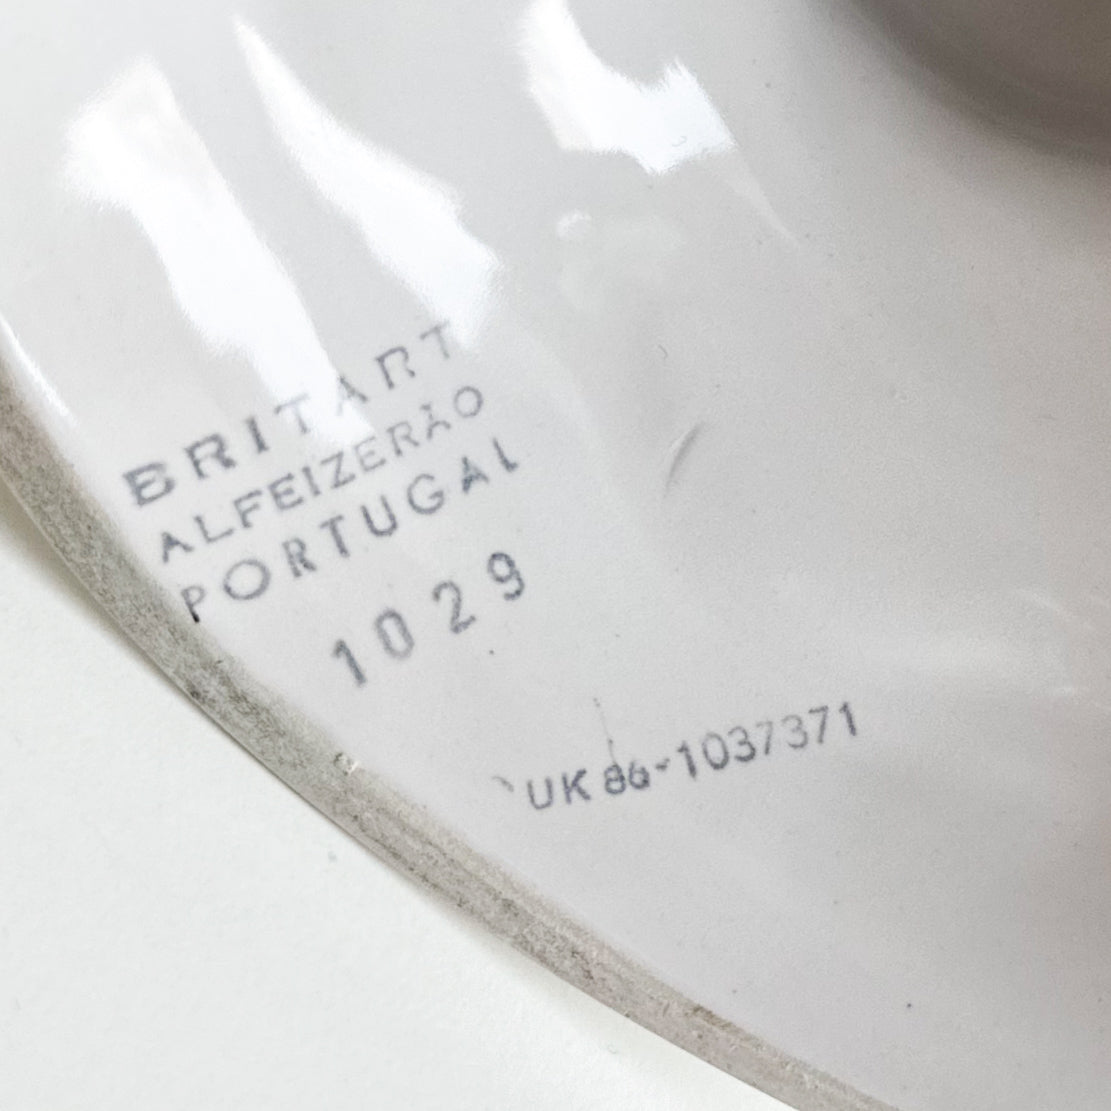 BRITART
ALFEIZERÃO
PORTUGAL
1029
UK 86-1037371